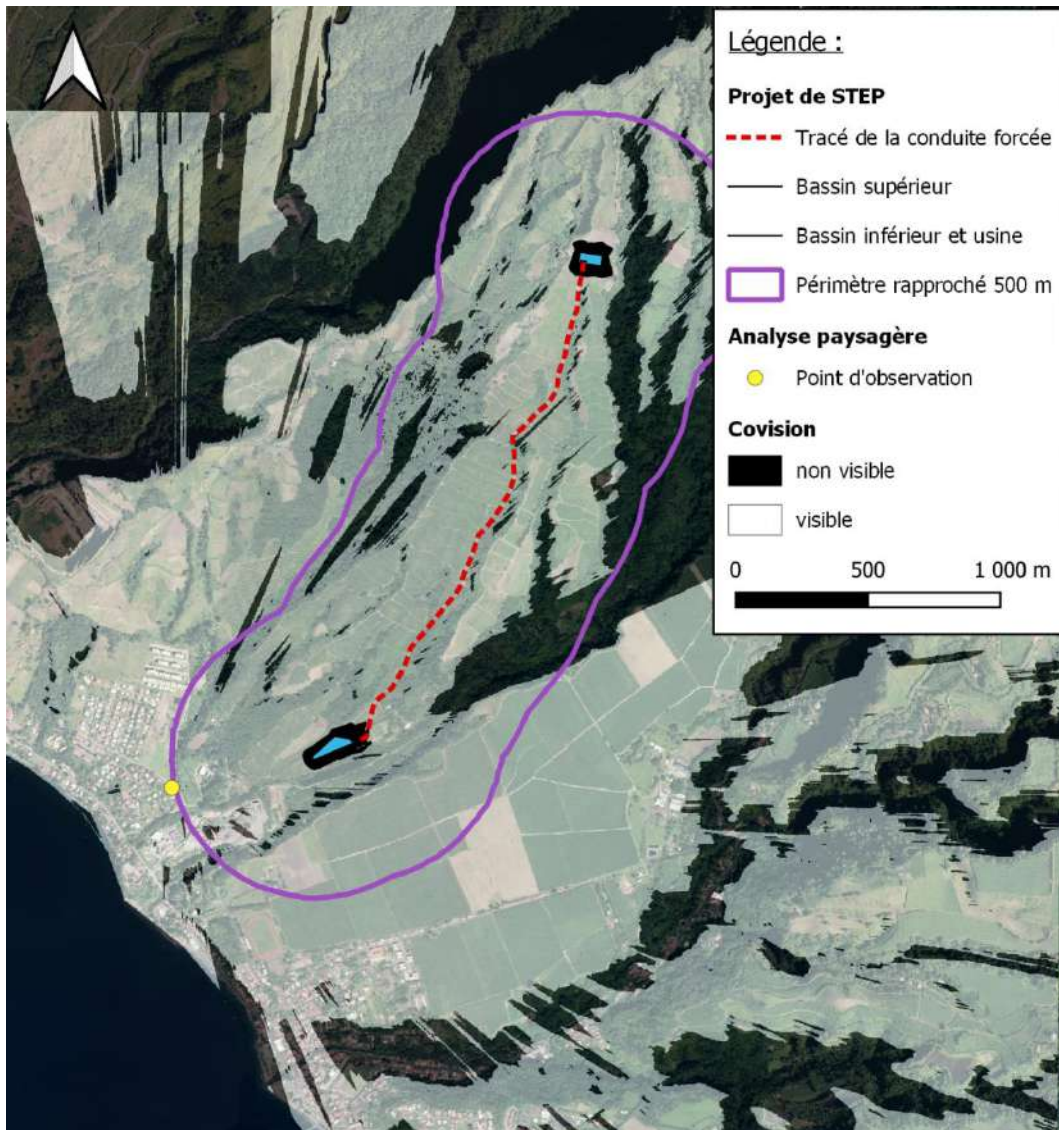 Légende :
Projet de STEP
Tracé de la conduite forcée
Bassin supérieur
Bassin inférieur et usine
Périmètre rapproché 500 m
Analyse paysagère
Point d'observation
Covision
non visible
visible
0 500 1 000 m